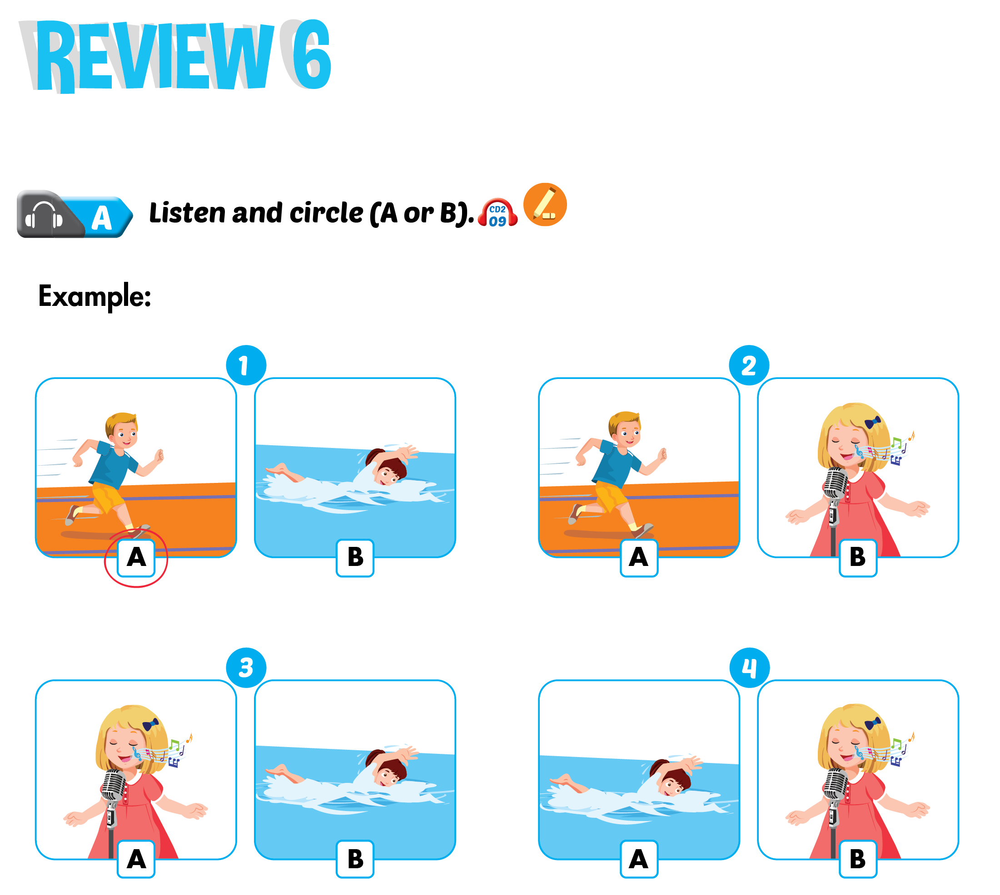 REVIEW 6
A Listen and circle (A or B). CD2 09
Example:
1
2
A
B
A
B
3
4
A
B
A
B